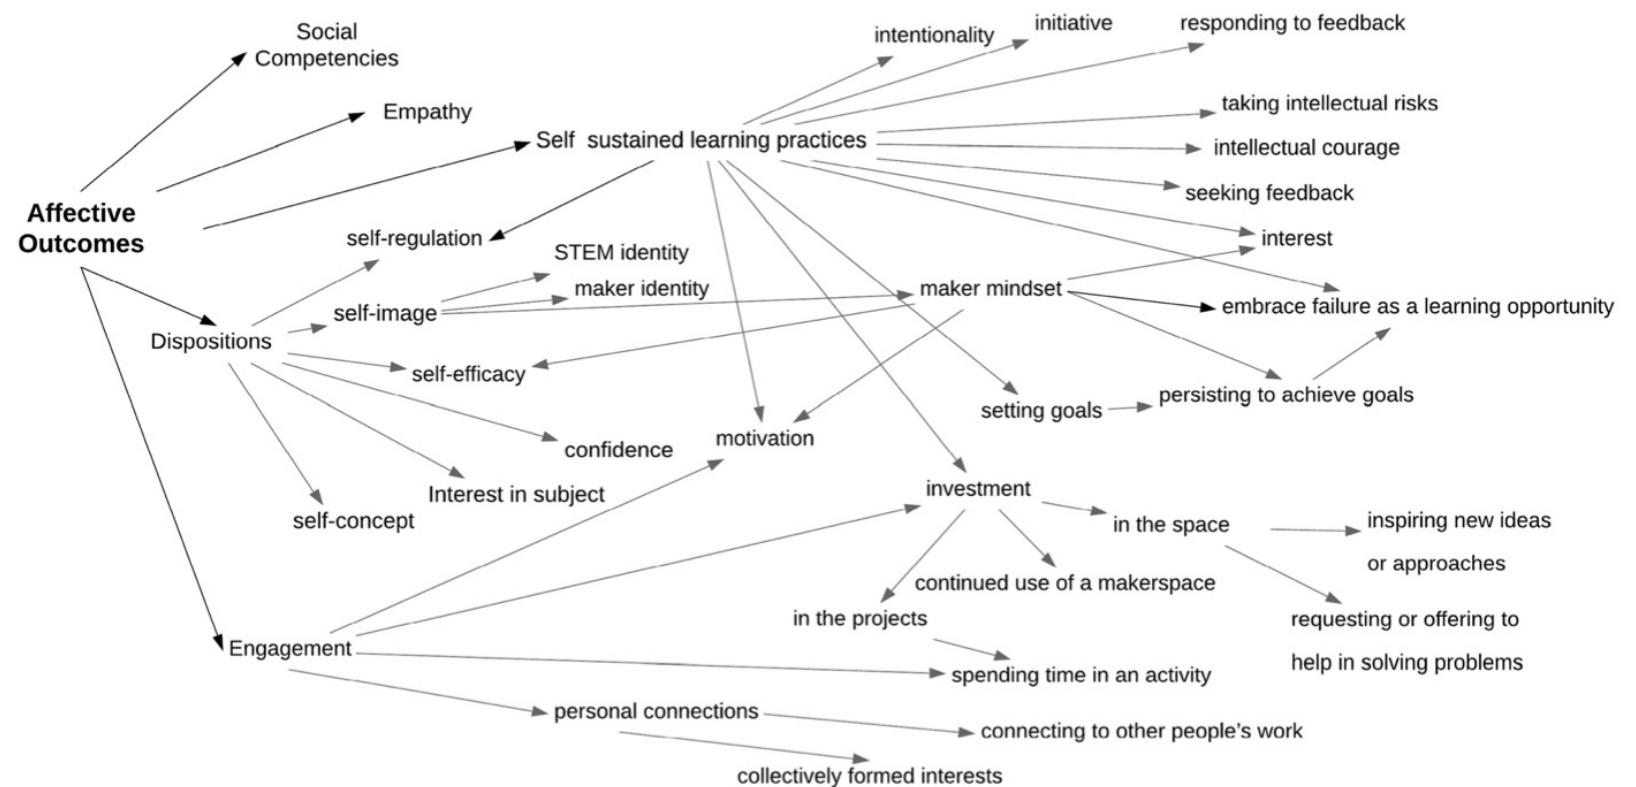 Social
Competencies
Empathy
Affective
Outcomes
Self  sustained learning practices
intentionality
initiative
responding to feedback
taking intellectual risks
intellectual courage
seeking feedback
interest
embrace failure as a learning opportunity
self-regulation
STEM identity
maker identity
maker mindset
self-image
Dispositions
self-efficacy
confidence
Interest in subject
self-concept
motivation
setting goals
persisting to achieve goals
investment
in the space
inspiring new ideas
or approaches
continued use of a makerspace
in the projects
requesting or offering to
help in solving problems
Engagement
spending time in an activity
personal connections
connecting to other people’s work
collectively formed interests